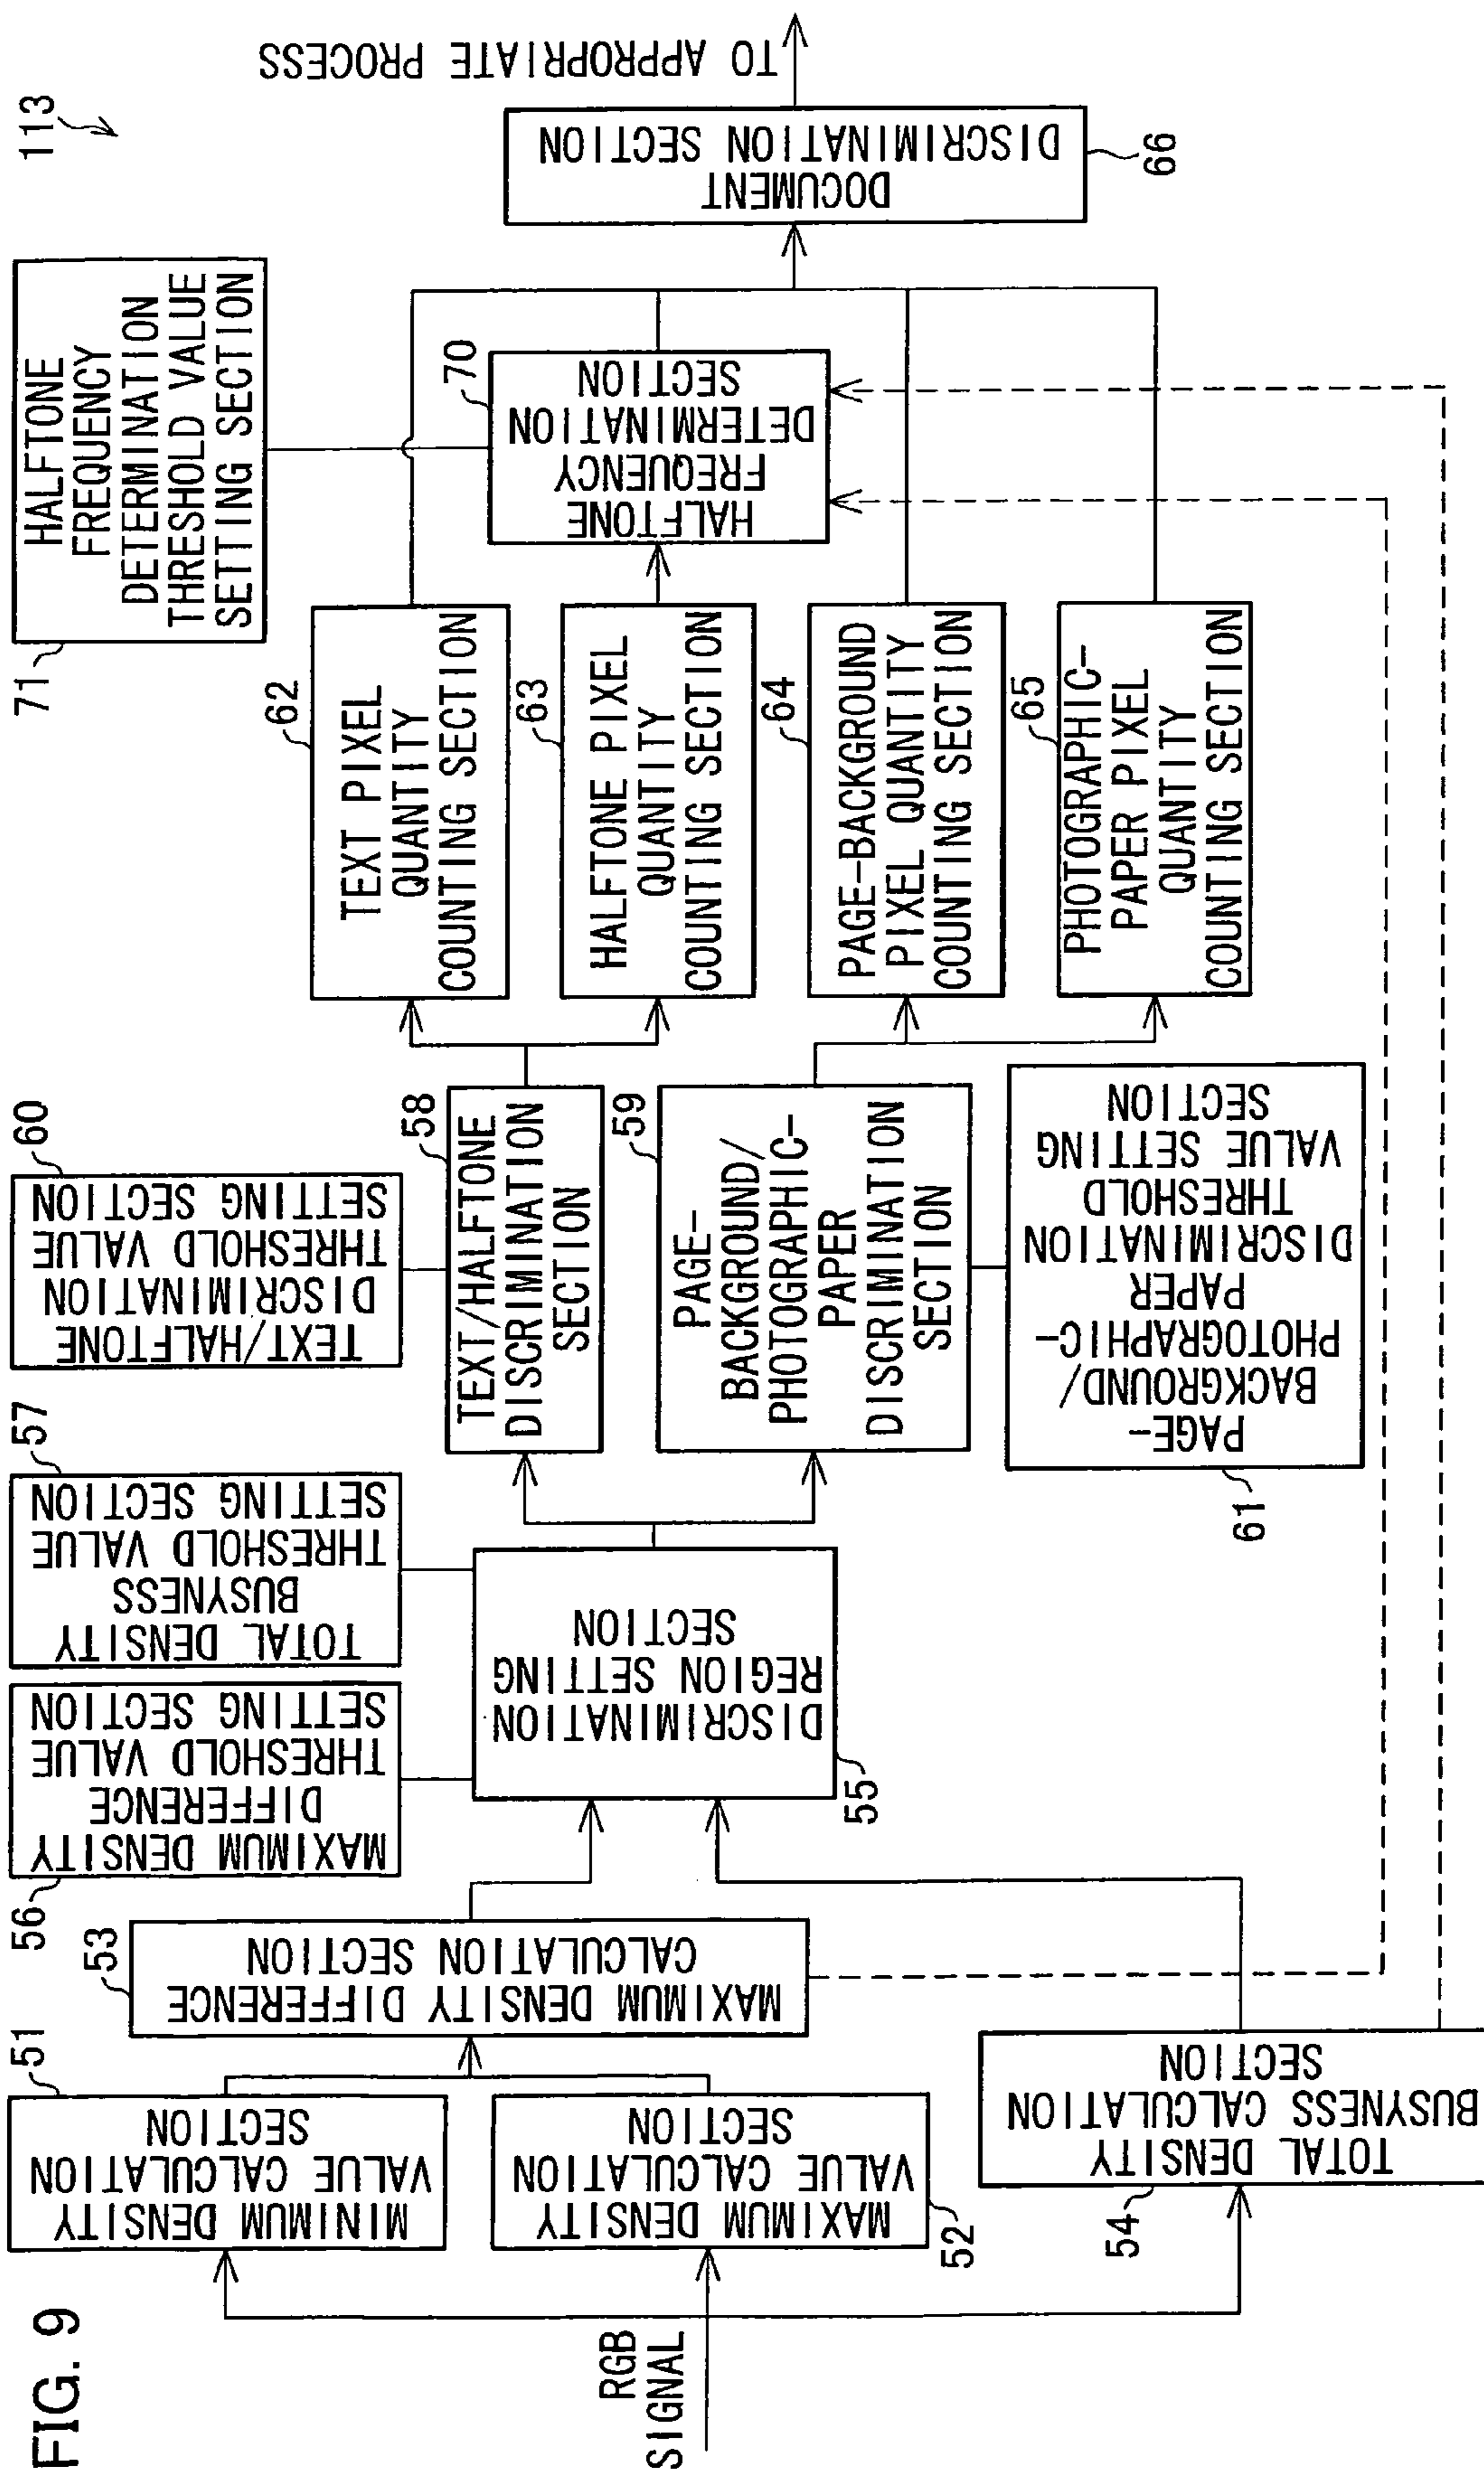 FIG. 9
113
RGB
SIGNAL
51
MINIMUM DENSITY
VALUE CALCULATION
SECTION
MAXIMUM DENSITY
VALUE CALCULATION
SECTION
52
53
MAXIMUM DENSITY DIFFERENCE
CALCULATION SECTION
TOTAL DENSITY
BUSYNESS CALCULATION
SECTION
54
56
MAXIMUM DENSITY
DIFFERENCE
THRESHOLD VALUE
SETTING SECTION
57
TOTAL DENSITY
BUSYNESS
THRESHOLD VALUE
SETTING SECTION
DISCRIMINATION
REGION SETTING
SECTION
55
60
TEXT/HALFTONE
DISCRIMINATION
THRESHOLD VALUE
SETTING SECTION
58
TEXT/HALFTONE
DISCRIMINATION
SECTION
59
PAGE-
BACKGROUND/
PHOTOGRAPHIC-
PAPER
DISCRIMINATION
SECTION
PAGE-
BACKGROUND/
PHOTOGRAPHIC-
PAPER
DISCRIMINATION
THRESHOLD
VALUE SETTING
SECTION
61
62
TEXT PIXEL
QUANTITY
COUNTING SECTION
63
HALFTONE PIXEL
QUANTITY
COUNTING SECTION
64
PAGE-BACKGROUND
PIXEL QUANTITY
COUNTING SECTION
65
PHOTOGRAPHIC-
PAPER PIXEL
QUANTITY
COUNTING SECTION
71
HALFTONE
FREQUENCY
DETERMINATION
THRESHOLD VALUE
SETTING SECTION
70
HALFTONE
FREQUENCY
DETERMINATION
SECTION
DOCUMENT
DISCRIMINATION SECTION
66
TO APPROPRIATE PROCESS